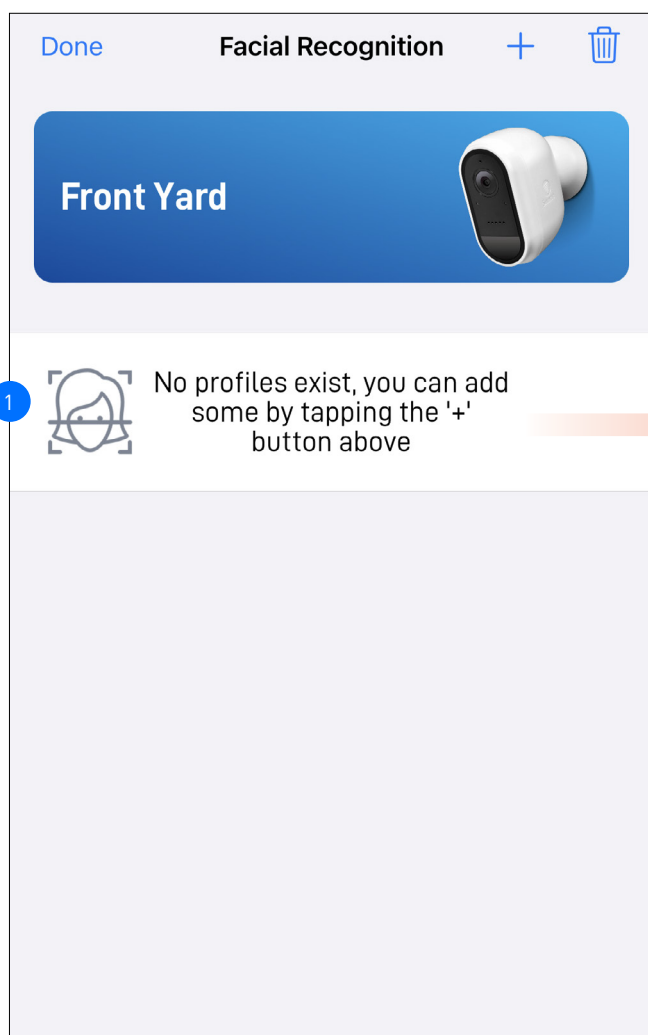 Done Facial Recognition +
Front Yard
1
No profiles exist, you can add
some by tapping the '+'
button above